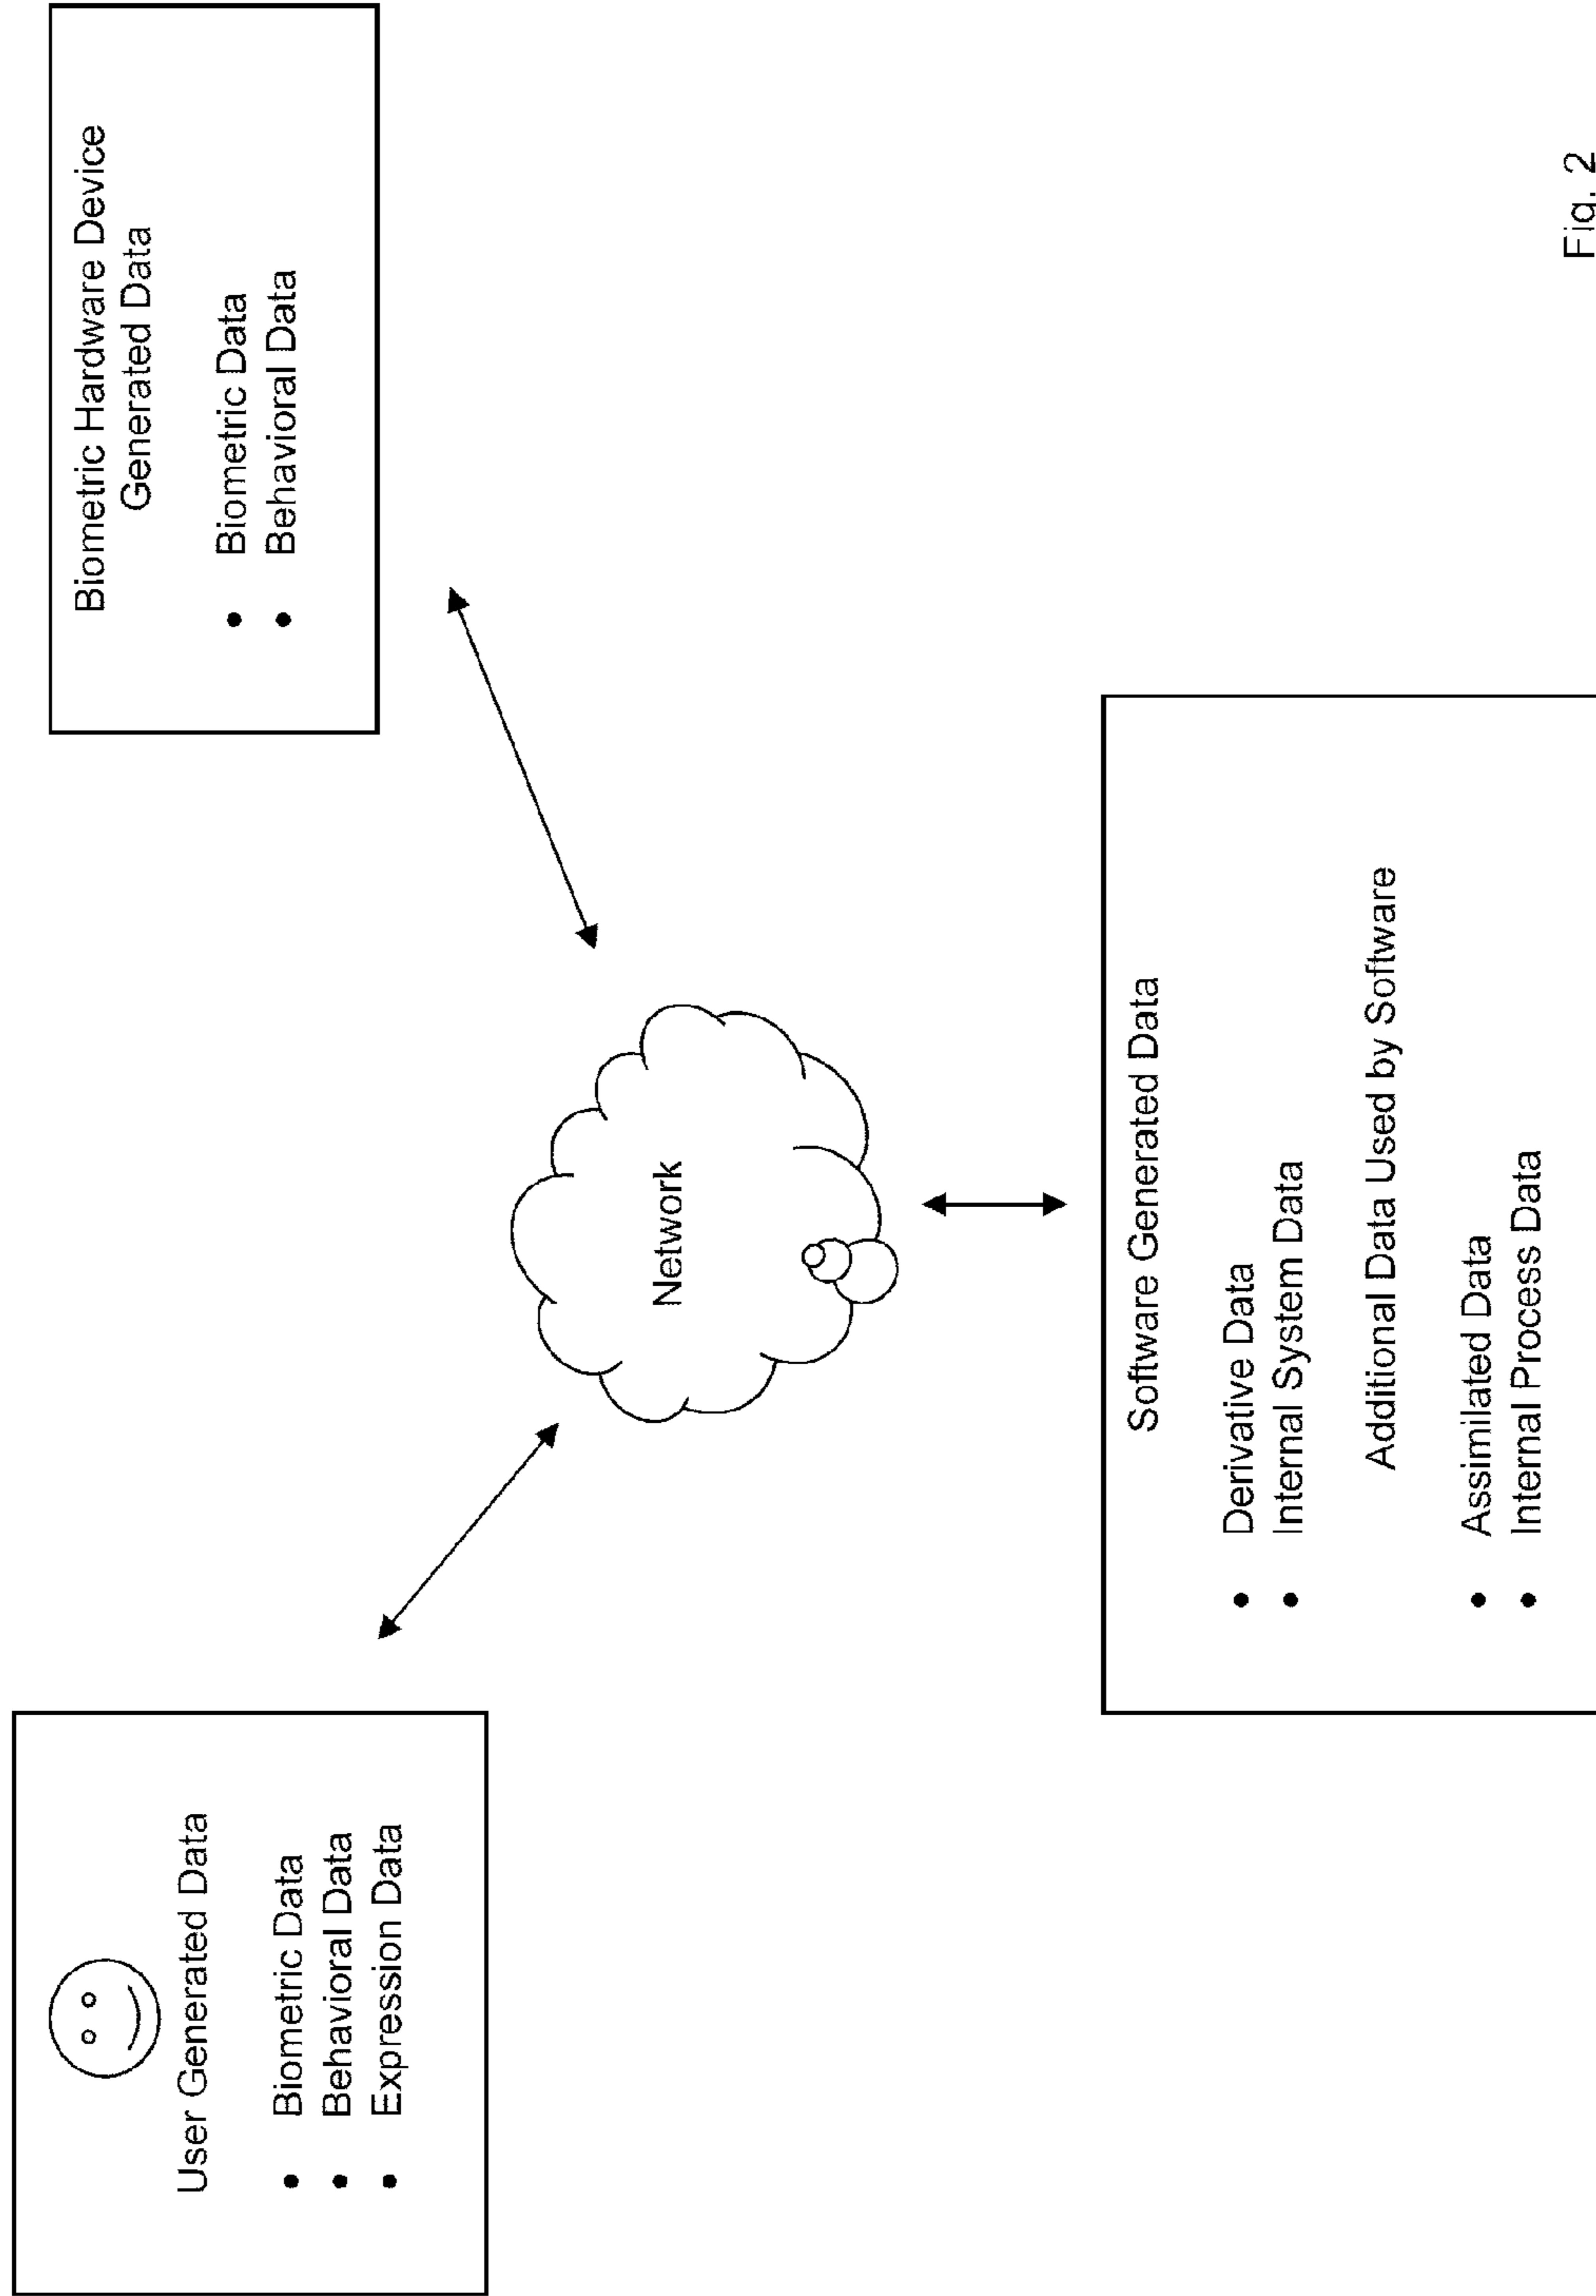 User Generated Data
• Biometric Data
• Behavioral Data
• Expression Data
Biometric Hardware Device
Generated Data
• Biometric Data
• Behavioral Data
Network
Software Generated Data
• Derivative Data
• Internal System Data
Additional Data Used by Software
• Assimilated Data
• Internal Process Data
Fig. 2